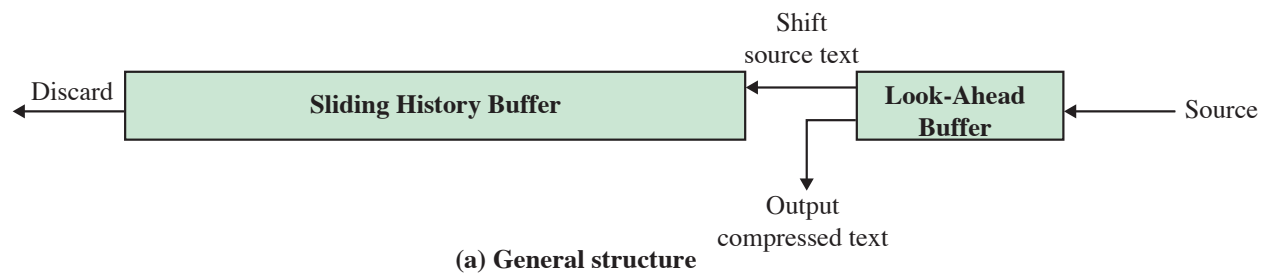 Shift
source text
Discard
Sliding History Buffer
Look-Ahead
Buffer
Source
Output
compressed text
(a) General structure